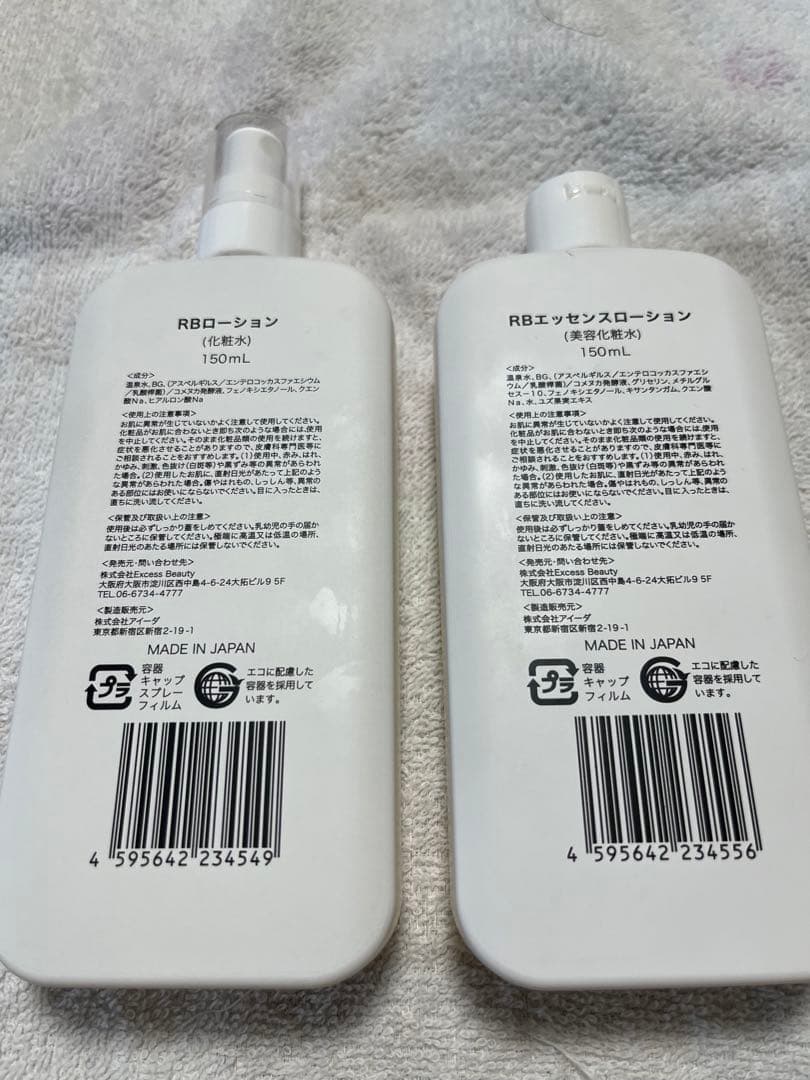 RBローション
(化粧水)
150mL
<成分>
温泉水、BG、(アスペルギルス/エンテロコッカスファエシウム
/乳酸桿菌)/コメヌカ発酵液、フェノキシエタノール、クエン
酸Na、ヒアルロン酸Na
<使用上の注意事項>
お肌に異常が生じていないかよく注意して使用してください。
化粧品がお肌に合わないとき即ち次のような場合には、使用
を中止してください。そのまま化粧品類の使用を続けますと、
症状を悪化させることがありますので、皮膚科専門医等に
ご相談されることをおすすめします。(1)使用中、赤み、はれ、
かゆみ、刺激、色抜け(白斑等)や黒ずみ等の異常があらわれ
た場合。(2)使用したお肌に、直射日光があたって上記のよう
な異常があらわれた場合。傷やはれもの、しっしん等、異常の
ある部位にはお使いにならないでください。目に入ったときは、
直ちに洗い流してください。
<保管及び取扱い上の注意>
使用後は必ずしっかり蓋をしめてください。乳幼児の手の届か
ないところに保管してください。極端に高温又は低温の場所、
直射日光のあたる場所には保管しないでください。
<発売元・問い合わせ先>
株式会社Excess Beauty
大阪府大阪市淀川区西中島4-6-24大拓ビル9 5F
TEL.06-6734-4777
<製造販売元>
株式会社アイーダ
東京都新宿区新宿2-19-1
MADE IN JAPAN
プラ
容器
キャップ
スプレー
フィルム
エコに配慮した
容器を採用して
います。
4 595642 234549
RBエッセンスローション
(美容化粧水)
150mL
<成分>
温泉水、BG、(アスペルギルス/エンテロコッカスファエシ
ウム/乳酸桿菌)/コメヌカ発酵液、グリセリン、メチルグル
セス-10、フェノキシエタノール、キサンタンガム、クエン酸
Na、水、ユズ果実エキス
<使用上の注意事項>
お肌に異常が生じていないかよく注意して使用してください。
化粧品がお肌に合わないとき即ち次のような場合には、使用
を中止してください。そのまま化粧品類の使用を続けますと、
症状を悪化させることがありますので、皮膚科専門医等に
ご相談されることをおすすめします。(1)使用中、赤み、はれ、
かゆみ、刺激、色抜け(白斑等)や黒ずみ等の異常があらわれ
た場合。(2)使用したお肌に、直射日光があたって上記のよう
な異常があらわれた場合。傷やはれもの、しっしん等、異常の
ある部位にはお使いにならないでください。目に入ったときは、
直ちに洗い流してください。
<保管及び取扱い上の注意>
使用後は必ずしっかり蓋をしめてください。乳幼児の手の届か
ないところに保管してください。極端に高温又は低温の場所、
直射日光のあたる場所には保管しないでください。
<発売元・問い合わせ先>
株式会社Excess Beauty
大阪府大阪市淀川区西中島4-6-24大拓ビル9 5F
TEL.06-6734-4777
<製造販売元>
株式会社アイーダ
東京都新宿区新宿2-19-1
MADE IN JAPAN
プラ
容器
キャップ
フィルム
エコに配慮した
容器を採用して
います。
4 595642 234556